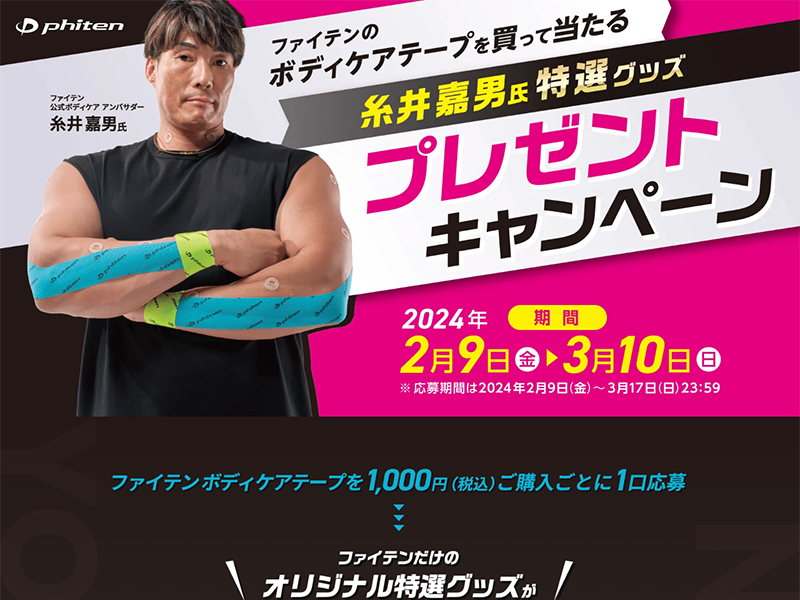 phiten
ファイテンの
ボディケアテープを買って当たる
糸井嘉男氏 特選グッズ
プレゼント
キャンペーン
ファイテン
公式ボディケア アンバサダー
糸井 嘉男氏
2024年 期間
2月9日(金)▶3月10日(日)
※応募期間は2024年2月9日(金)～3月17日(日)23:59
ファイテン ボディケアテープを1,000円(税込)ご購入ごとに1口応募
ファイテンだけの
オリジナル特選グッズが